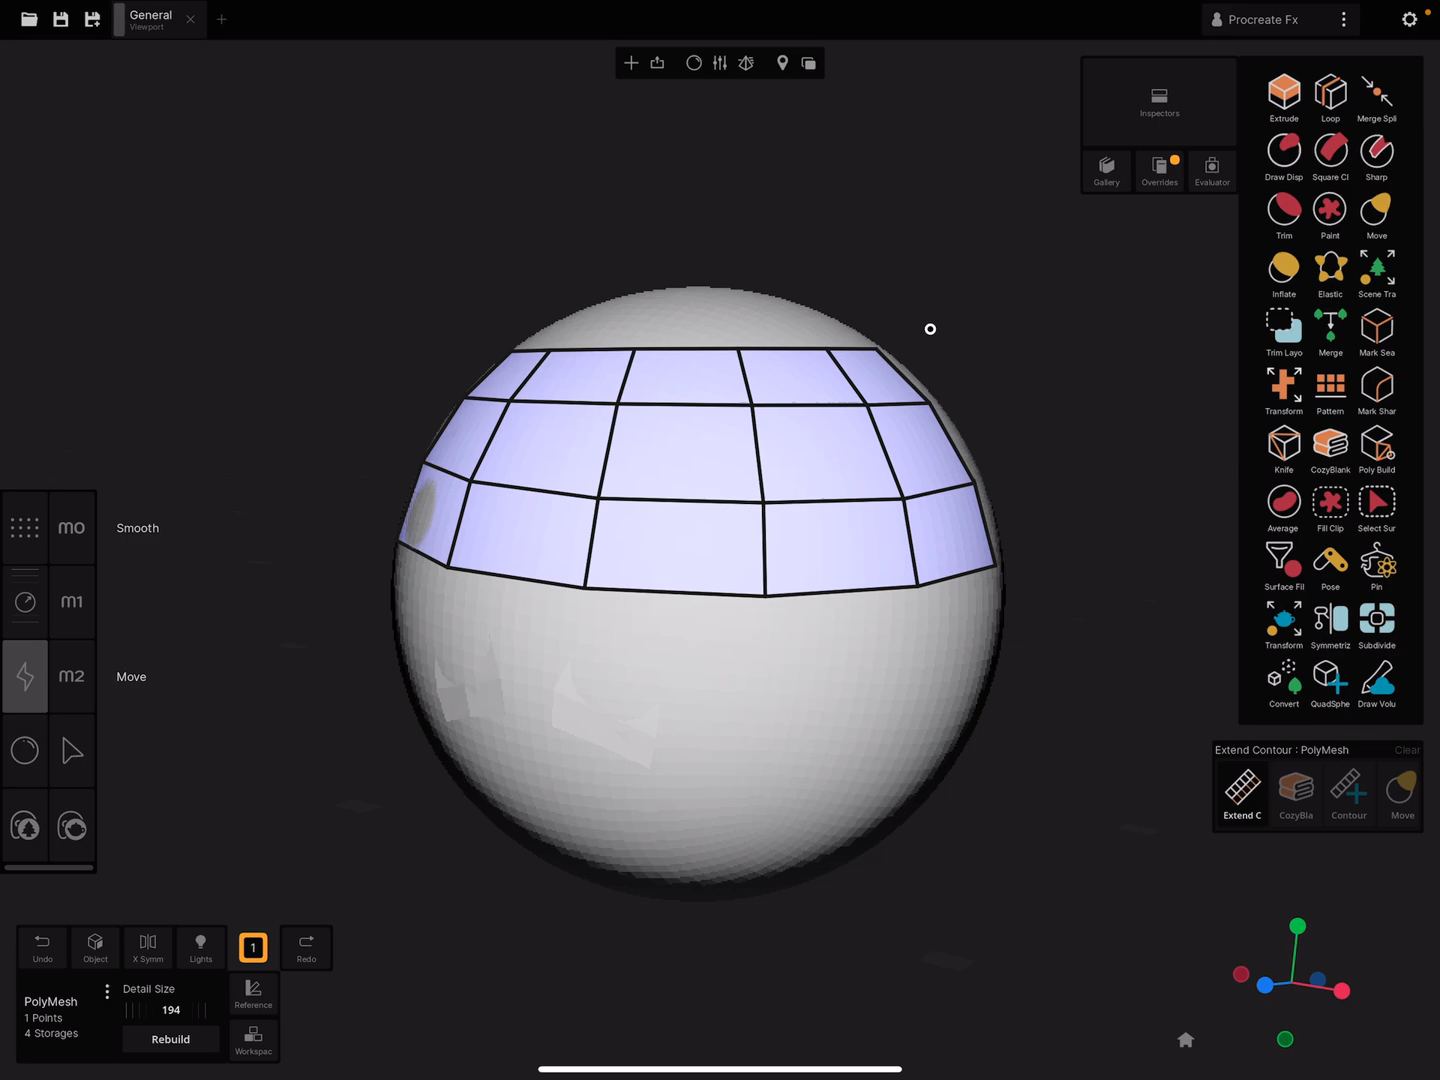 General
Viewport
Procreate Fx
Inspectors
Gallery
Overrides
Evaluator
Extrude
Loop
Merge Spli
Draw Disp
Square Cl
Sharp
Trim
Paint
Move
Inflate
Elastic
Scene Tra
Trim Layo
Merge
Mark Sea
Transform
Pattern
Mark Shar
Knife
CozyBlank
Poly Build
Average
Fill Clip
Select Sur
Surface Fil
Pose
Pin
Transform
Symmetriz
Subdivide
Convert
QuadSphe
Draw Volu
m0
Smooth
m1
m2
Move
Extend Contour : PolyMesh
Clear
Extend C
CozyBla
Contour
Move
Undo
Object
X Symm
Lights
1
Redo
PolyMesh
1 Points
4 Storages
Detail Size
194
Rebuild
Reference
Workspac